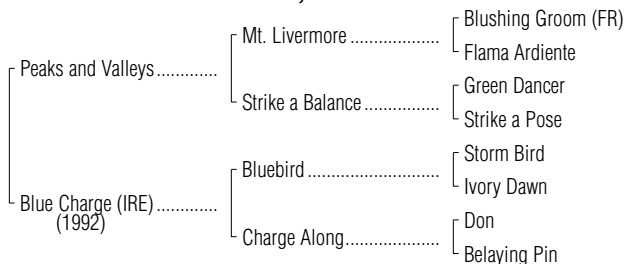 Blushing Groom (FR)
Mt. Livermore ....................
Flama Ardiente
Peaks and Valleys .............
Green Dancer
Strike a Balance .................
Strike a Pose
Storm Bird
Bluebird .............................
Ivory Dawn
Blue Charge (IRE) .............
(1992)
Don
Charge Along.....................
Belaying Pin